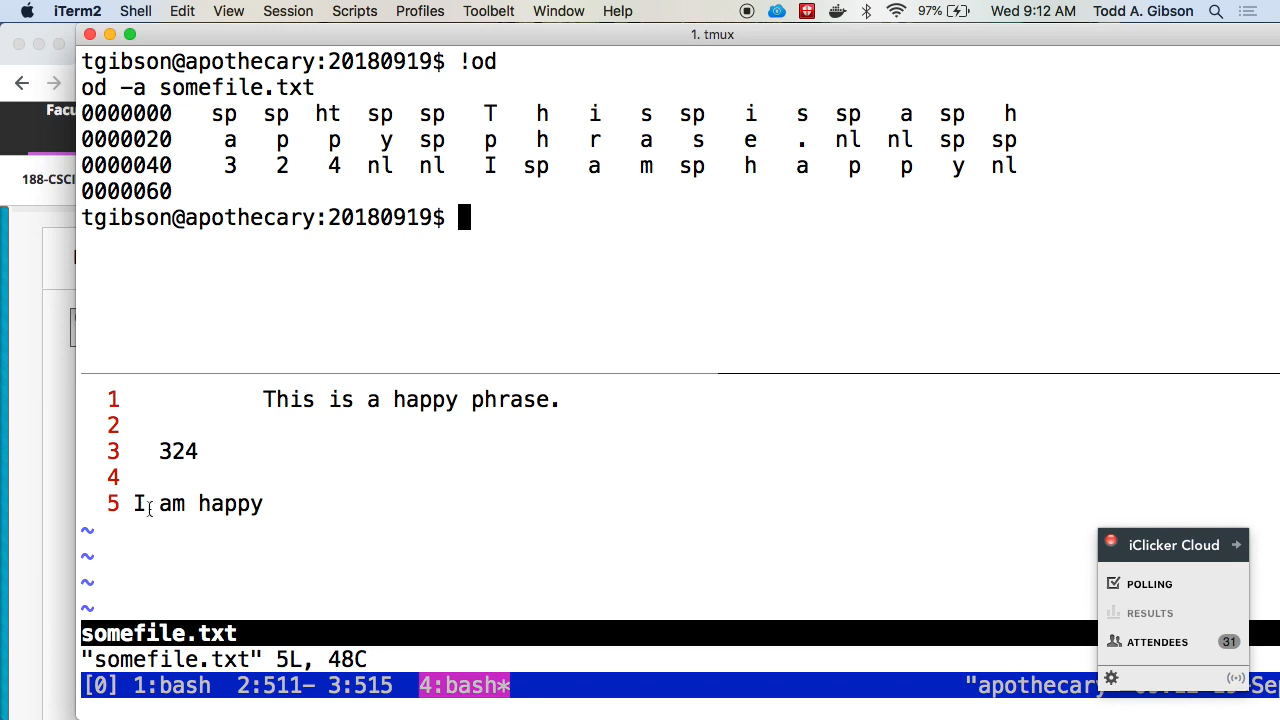 iTerm2 Shell Edit View Session Scripts Profiles Toolbelt Window Help 97% Wed 9:12 AM Todd A. Gibson
1. tmux
tgibson@apothecary:20180919$ !od
od -a somefile.txt
0000000 sp sp ht sp sp T h i s sp i s sp a sp h
0000020 a p p y sp p h r a s e . nl nl sp sp
0000040 3 2 4 nl nl I sp a m sp h a p p y nl
0000060
tgibson@apothecary:20180919$
Facu
188-CSCI
1 This is a happy phrase.
2
3 324
4
5 I am happy
~
~
~
~
somefile.txt
"somefile.txt" 5L, 48C
[0] 1:bash 2:511- 3:515 4:bash* "apothecary
iClicker Cloud
POLLING
RESULTS
ATTENDEES 31